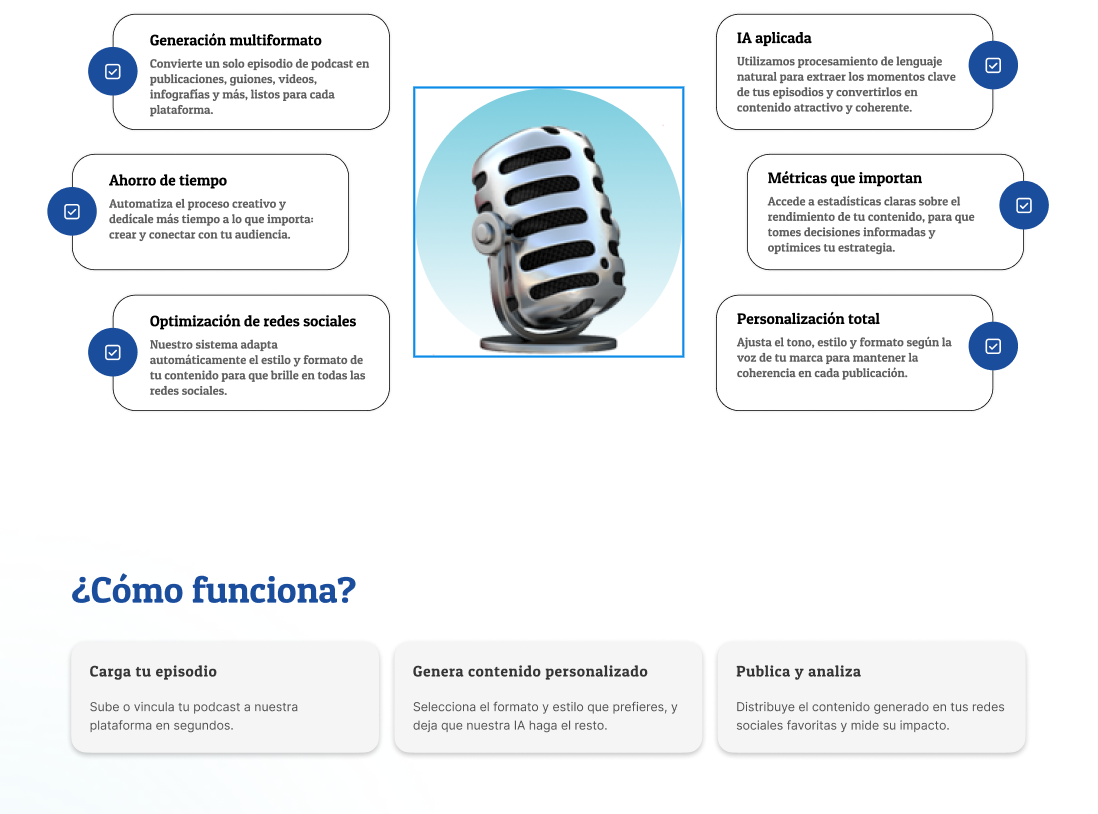 Generación multiformato
Convierte un solo episodio de podcast en
publicaciones, guiones, videos,
infografías y más, listos para cada
plataforma.
Ahorro de tiempo
Automatiza el proceso creativo y
dedícale más tiempo a lo que importa:
crear y conectar con tu audiencia.
Optimización de redes sociales
Nuestro sistema adapta
automáticamente el estilo y formato de
tu contenido para que brille en todas las
redes sociales.
IA aplicada
Utilizamos procesamiento de lenguaje
natural para extraer los momentos clave
de tus episodios y convertirlos en
contenido atractivo y coherente.
Métricas que importan
Accede a estadísticas claras sobre el
rendimiento de tu contenido, para que
tomes decisiones informadas y
optimices tu estrategia.
Personalización total
Ajusta el tono, estilo y formato según la
voz de tu marca para mantener la
coherencia en cada publicación.
¿Cómo funciona?
Carga tu episodio
Sube o vincula tu podcast a nuestra
plataforma en segundos.
Genera contenido personalizado
Selecciona el formato y estilo que prefieres, y
deja que nuestra IA haga el resto.
Publica y analiza
Distribuye el contenido generado en tus redes
sociales favoritas y mide su impacto.